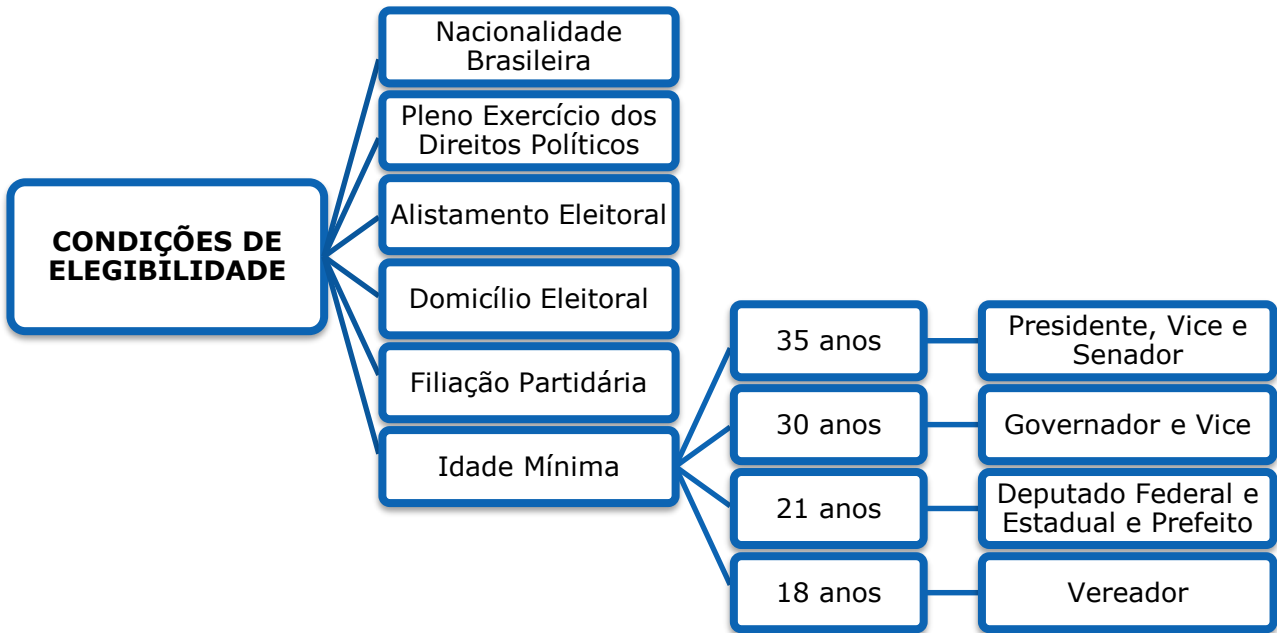 CONDIÇÕES DE
ELEGIBILIDADE
Nacionalidade
Brasileira
Pleno Exercício dos
Direitos Políticos
Alistamento Eleitoral
Domicílio Eleitoral
Filiação Partidária
Idade Mínima
35 anos
Presidente, Vice e
Senador
30 anos
Governador e Vice
21 anos
Deputado Federal e
Estadual e Prefeito
18 anos
Vereador